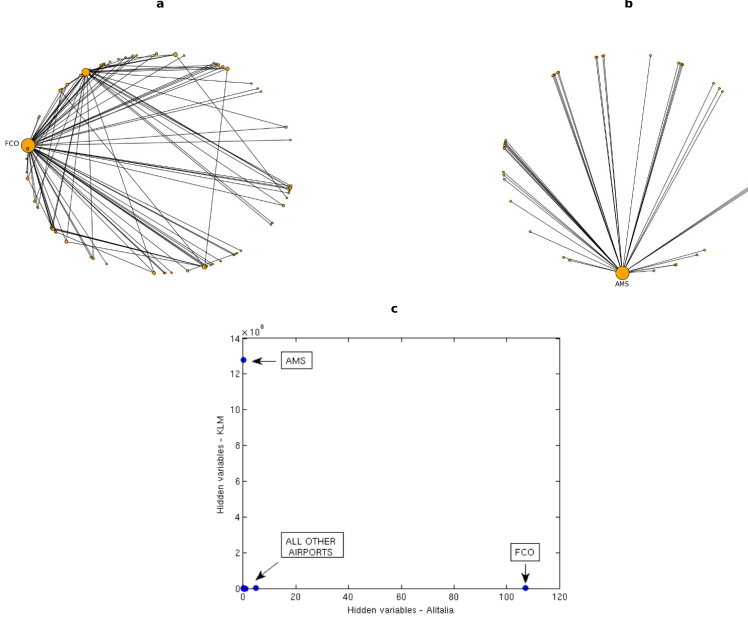 a
b
FCO
AMS
c
× 10⁸
14
12
10
8
6
4
2
0
AMS
ALL OTHER
AIRPORTS
FCO
0
20
40
60
80
100
120
Hidden variables - KLM
Hidden variables - Alitalia